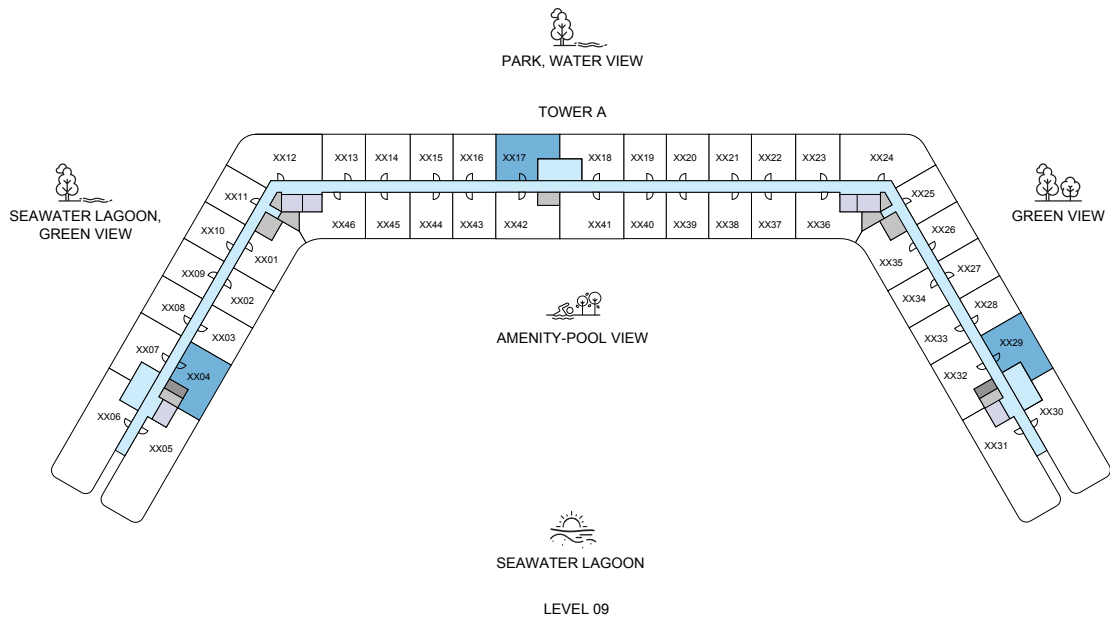 PARK, WATER VIEW
TOWER A
XX12
XX13
XX14
XX15
XX16
XX17
XX18
XX19
XX20
XX21
XX22
XX23
XX24
SEAWATER LAGOON,
GREEN VIEW
GREEN VIEW
XX11
XX10
XX09
XX08
XX07
XX06
XX05
XX04
XX03
XX02
XX01
XX46
XX45
XX44
XX43
XX42
XX41
XX40
XX39
XX38
XX37
XX36
XX35
XX34
XX33
XX32
XX31
XX25
XX26
XX27
XX28
XX29
XX30
AMENITY-POOL VIEW
SEAWATER LAGOON
LEVEL 09